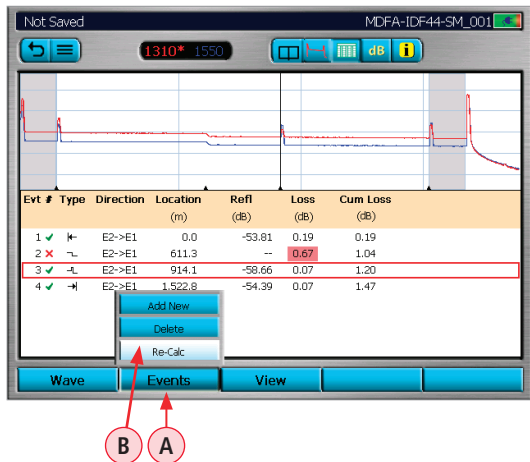 Not Saved MDFA-IDF44-SM_001
1310* 1550 dB i
Evt # Type Direction Location Refl Loss Cum Loss
(m) (dB) (dB) (dB)
1 E2->E1 0.0 -53.81 0.19 0.19
2 E2->E1 611.3 -- 0.67 1.04
3 E2->E1 914.1 -58.66 0.07 1.20
4 E2->E1 1,522.8 -54.39 0.07 1.47
Add New
Delete
Re-Calc
Wave Events View
B A